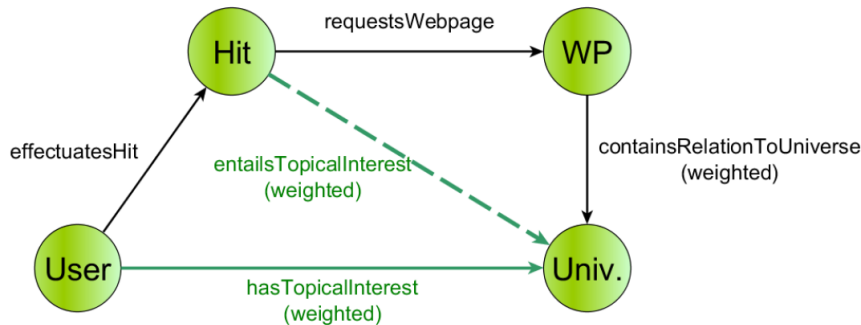 requestsWebpage
Hit
WP
effectuatesHit
entailsTopicalInterest
(weighted)
containsRelationToUniverse
(weighted)
User
Univ.
hasTopicalInterest
(weighted)